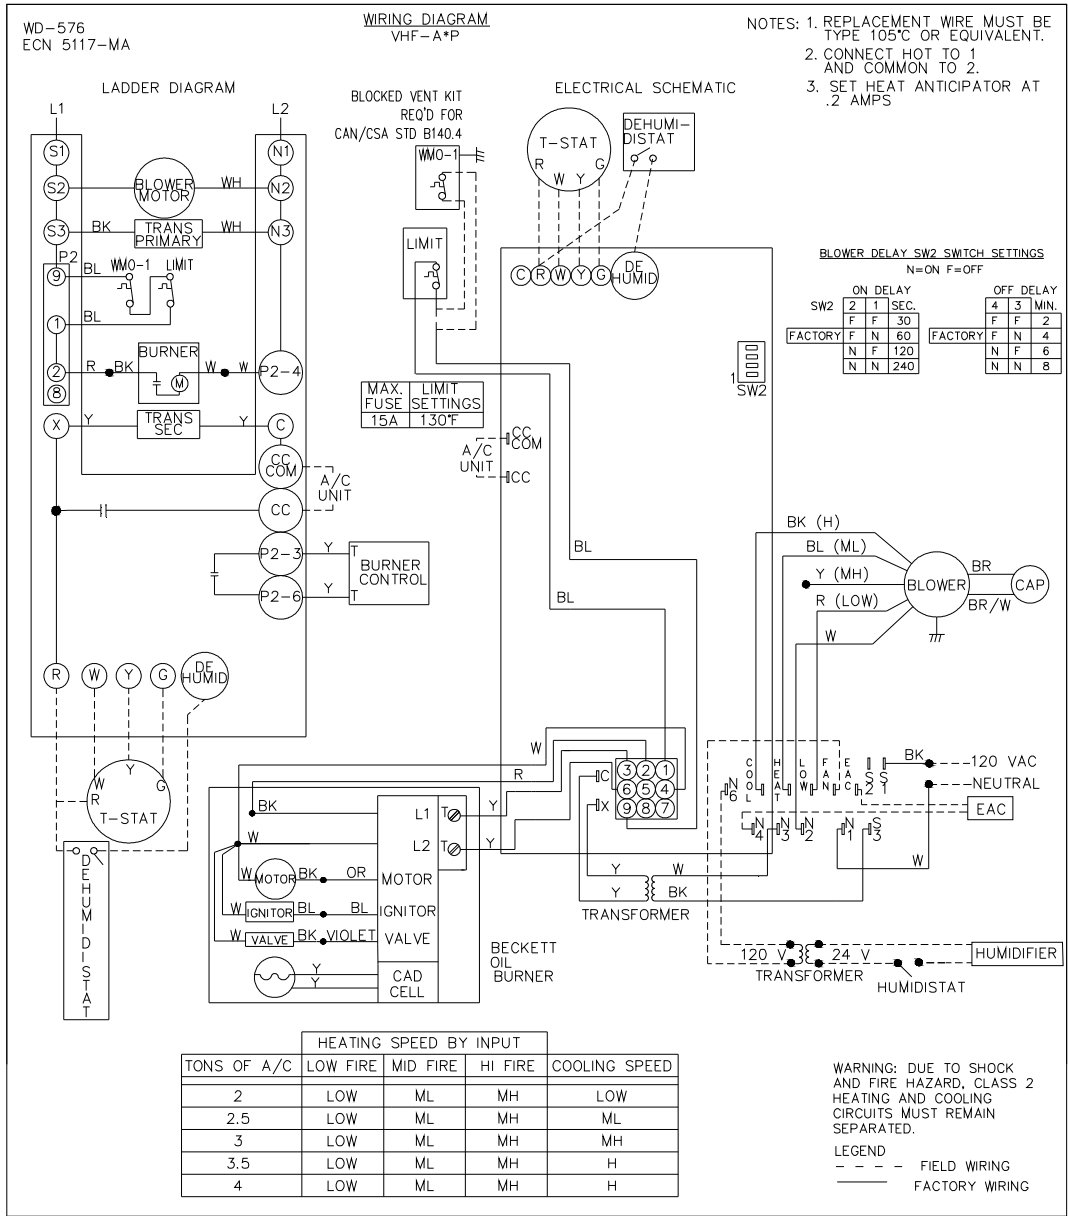 WD-576
ECN 5117-MA
WIRING DIAGRAM
VHF-A*P
NOTES: 1. REPLACEMENT WIRE MUST BE
TYPE 105°C OR EQUIVALENT.
2. CONNECT HOT TO 1
AND COMMON TO 2.
3. SET HEAT ANTICIPATOR AT
.2 AMPS
LADDER DIAGRAM
L1
L2
S1
N1
S2
BLOWER
MOTOR
WH
N2
S3
BK
TRANS
PRIMARY
WH
N3
P2
9
BL
WMO-1
LIMIT
1
BL
BURNER
2
R
BK
M
W
W
P2-4
8
X
Y
TRANS
SEC
Y
C
CC
COM
A/C
UNIT
CC
P2-3
Y
T
BURNER
CONTROL
P2-6
Y
T
R
W
Y
G
DE
HUMID
W
Y
G
R
T-STAT
DEHUMIDISTAT
BLOCKED VENT KIT
REQ'D FOR
CAN/CSA STD B140.4
WMO-1
LIMIT
MAX.
FUSE
LIMIT
SETTINGS
15A
130°F
ELECTRICAL SCHEMATIC
T-STAT
R
W
Y
G
DEHUMI-
DISTAT
C
R
W
Y
G
DE
HUMID
A/C
UNIT
CC
COM
CC
1
SW2
BLOWER DELAY SW2 SWITCH SETTINGS
N=ON F=OFF
ON DELAY
SW2 2 1 SEC.
F F 30
FACTORY F N 60
N F 120
N N 240
OFF DELAY
4 3 MIN.
F F 2
FACTORY F N 4
N F 6
N N 8
BL
BL
BK (H)
BL (ML)
Y (MH)
R (LOW)
W
BLOWER
BR
BR/W
CAP
W
R
3 2 1
6 5 4
9 8 7
C
X
Y
Y
N6
COOL
HEAT
LOW
FAN
EAC
S2
S1
BK
120 VAC
NEUTRAL
EAC
N4
N3
N2
N1
S3
W
Y
W
Y
BK
TRANSFORMER
120 V
24 V
TRANSFORMER
HUMIDISTAT
HUMIDIFIER
BK
L1
T
W
L2
T
W
MOTOR
BK
OR
MOTOR
W
IGNITOR
BL
BL
IGNITOR
W
VALVE
BK
VIOLET
VALVE
Y
Y
CAD
CELL
BECKETT
OIL
BURNER
HEATING SPEED BY INPUT
TONS OF A/C LOW FIRE MID FIRE HI FIRE COOLING SPEED
2 LOW ML MH LOW
2.5 LOW ML MH ML
3 LOW ML MH MH
3.5 LOW ML MH H
4 LOW ML MH H
WARNING: DUE TO SHOCK
AND FIRE HAZARD, CLASS 2
HEATING AND COOLING
CIRCUITS MUST REMAIN
SEPARATED.
LEGEND
FIELD WIRING
FACTORY WIRING